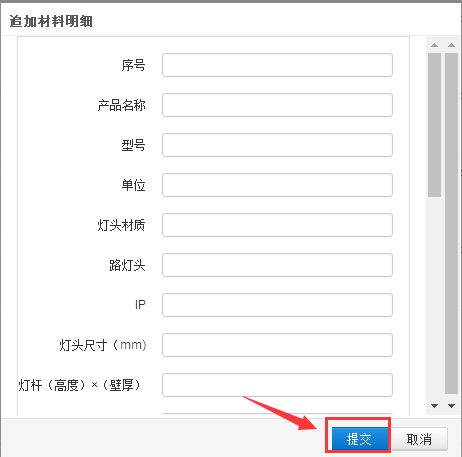 追加材料明细
序号
产品名称
型号
单位
灯头材质
路灯头
IP
灯头尺寸（mm)
灯杆（高度）×（壁厚）
提交 取消